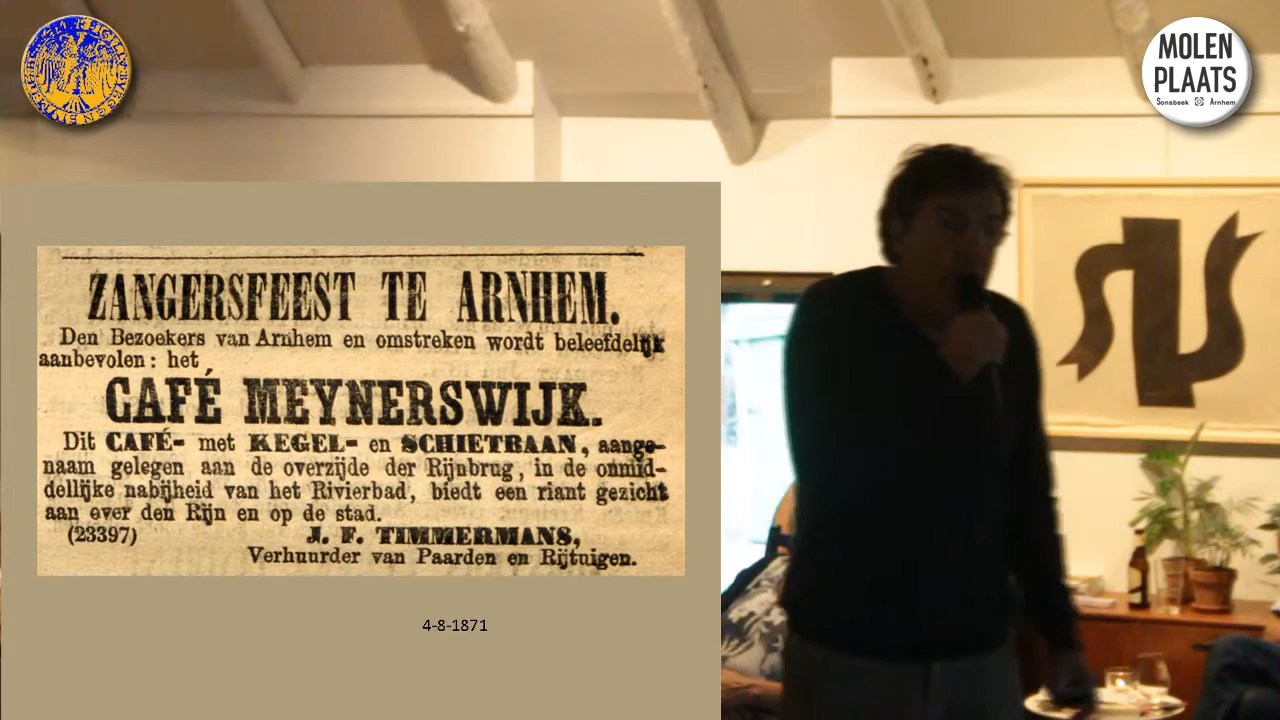 MOLEN
PLAATS
Sonsbeek Arnhem
ZANGERSFEEST TE ARNHEM.
Den Bezoekers van Arnhem en omstreken wordt beleefdelijk
aanbevolen: het
CAFÉ MEYNERSWIJK.
Dit CAFÉ- met KEGEL- en SCHIETBAAN, aange-
naam gelegen aan de overzijde der Rijnbrug, in de onmid-
dellijke nabijheid van het Rivierbad, biedt een riant gezicht
aan over den Rijn en op de stad.
(23397) J. F. TIMMERMANS,
Verhuurder van Paarden en Rijtuigen.
4-8-1871